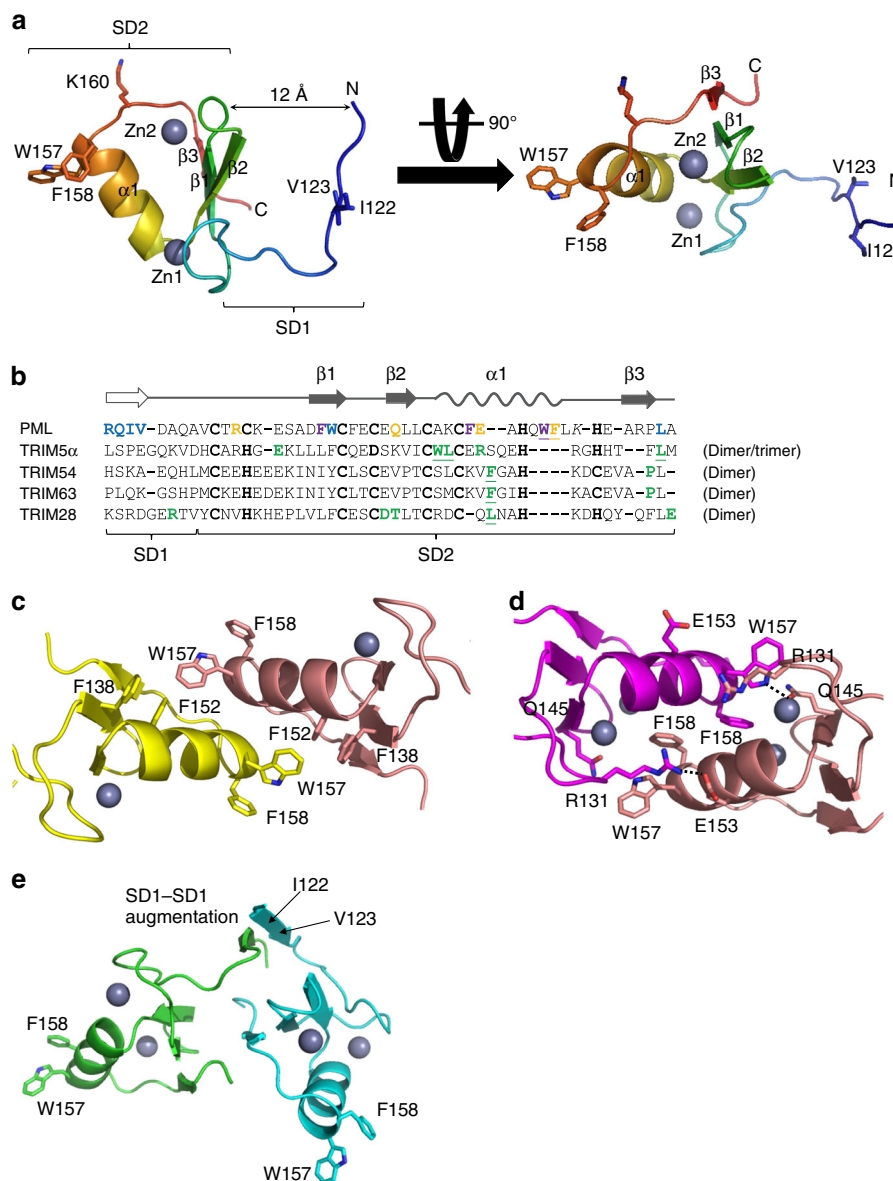 a
SD2
K160
12 Å
N
Zn2
β3
β2
W157
F158
α1
β1
V123
I122
C
Zn1
SD1
90°
β3
C
β1
Zn2
W157
α1
β2
V123
N
F158
Zn1
I12
b
β1 β2 α1 β3
PML RQIV-DAQAVCTRCK-ESADFWCFECEQLLCAKCFE--AHQWFLK-HE-ARPLA
TRIM5α LSPEGQKVDHCARHG-EKLLLFCQEDSKVICWLCERSQEH----RGHHT-FLM (Dimer/trimer)
TRIM54 HSKA-EQHLMCEEHEEEKINIYCLSCEVPTCSLCKVFGAH----KDCEVA-PL- (Dimer)
TRIM63 PLQK-GSHPMCKEHEDEKINIYCLTCEVPTCSMCKVFGIH----KACEVA-PL- (Dimer)
TRIM28 KSRDGERTVYCNVHKHEPLVLFCESCDTLTCRDC-QLNAH----KDHQY-QFLE (Dimer)
SD1 SD2
c
F158
W157
F138
F152
F152
F138
W157
F158
d
E153
W157
R131
Q145
Q145
F158
F158
R131
W157
E153
e
I122
SD1–SD1
augmentation
V123
F158
W157
F158
W157